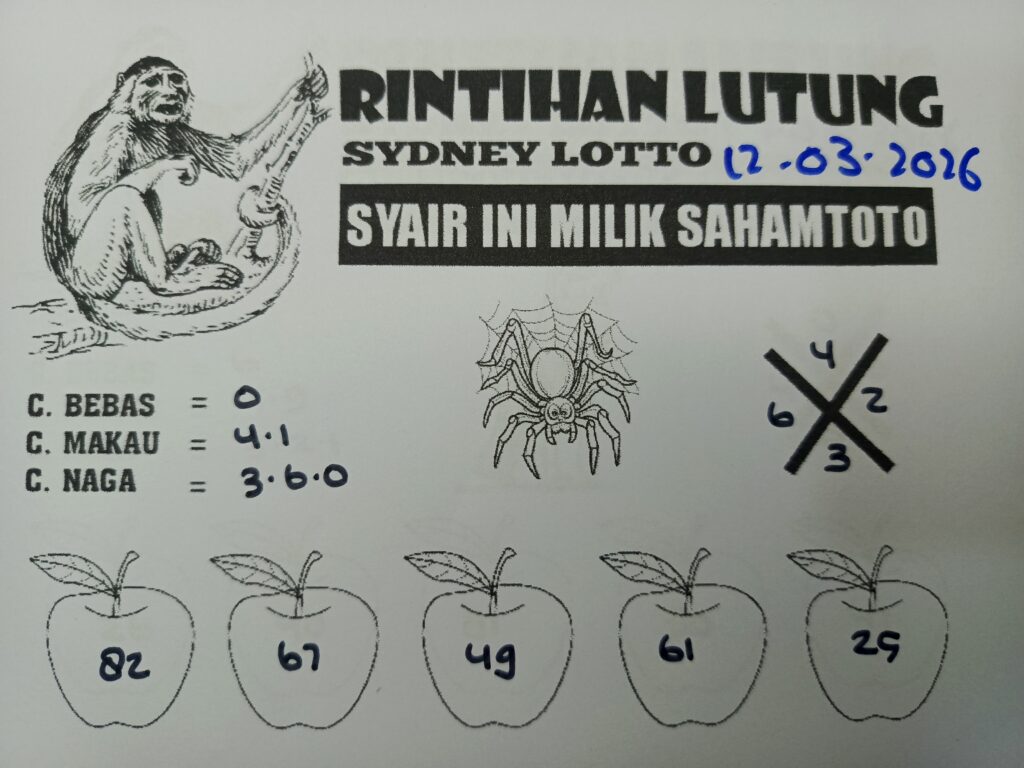 RINTIHAN LUTUNG
SYDNEY LOTTO 12.03.2026
SYAIR INI MILIK SAHAMTOTO
C. BEBAS = 0
C. MAKAU = 4.1
C. NAGA = 3.6.0
4
6 2
3
82 67 49 61 25